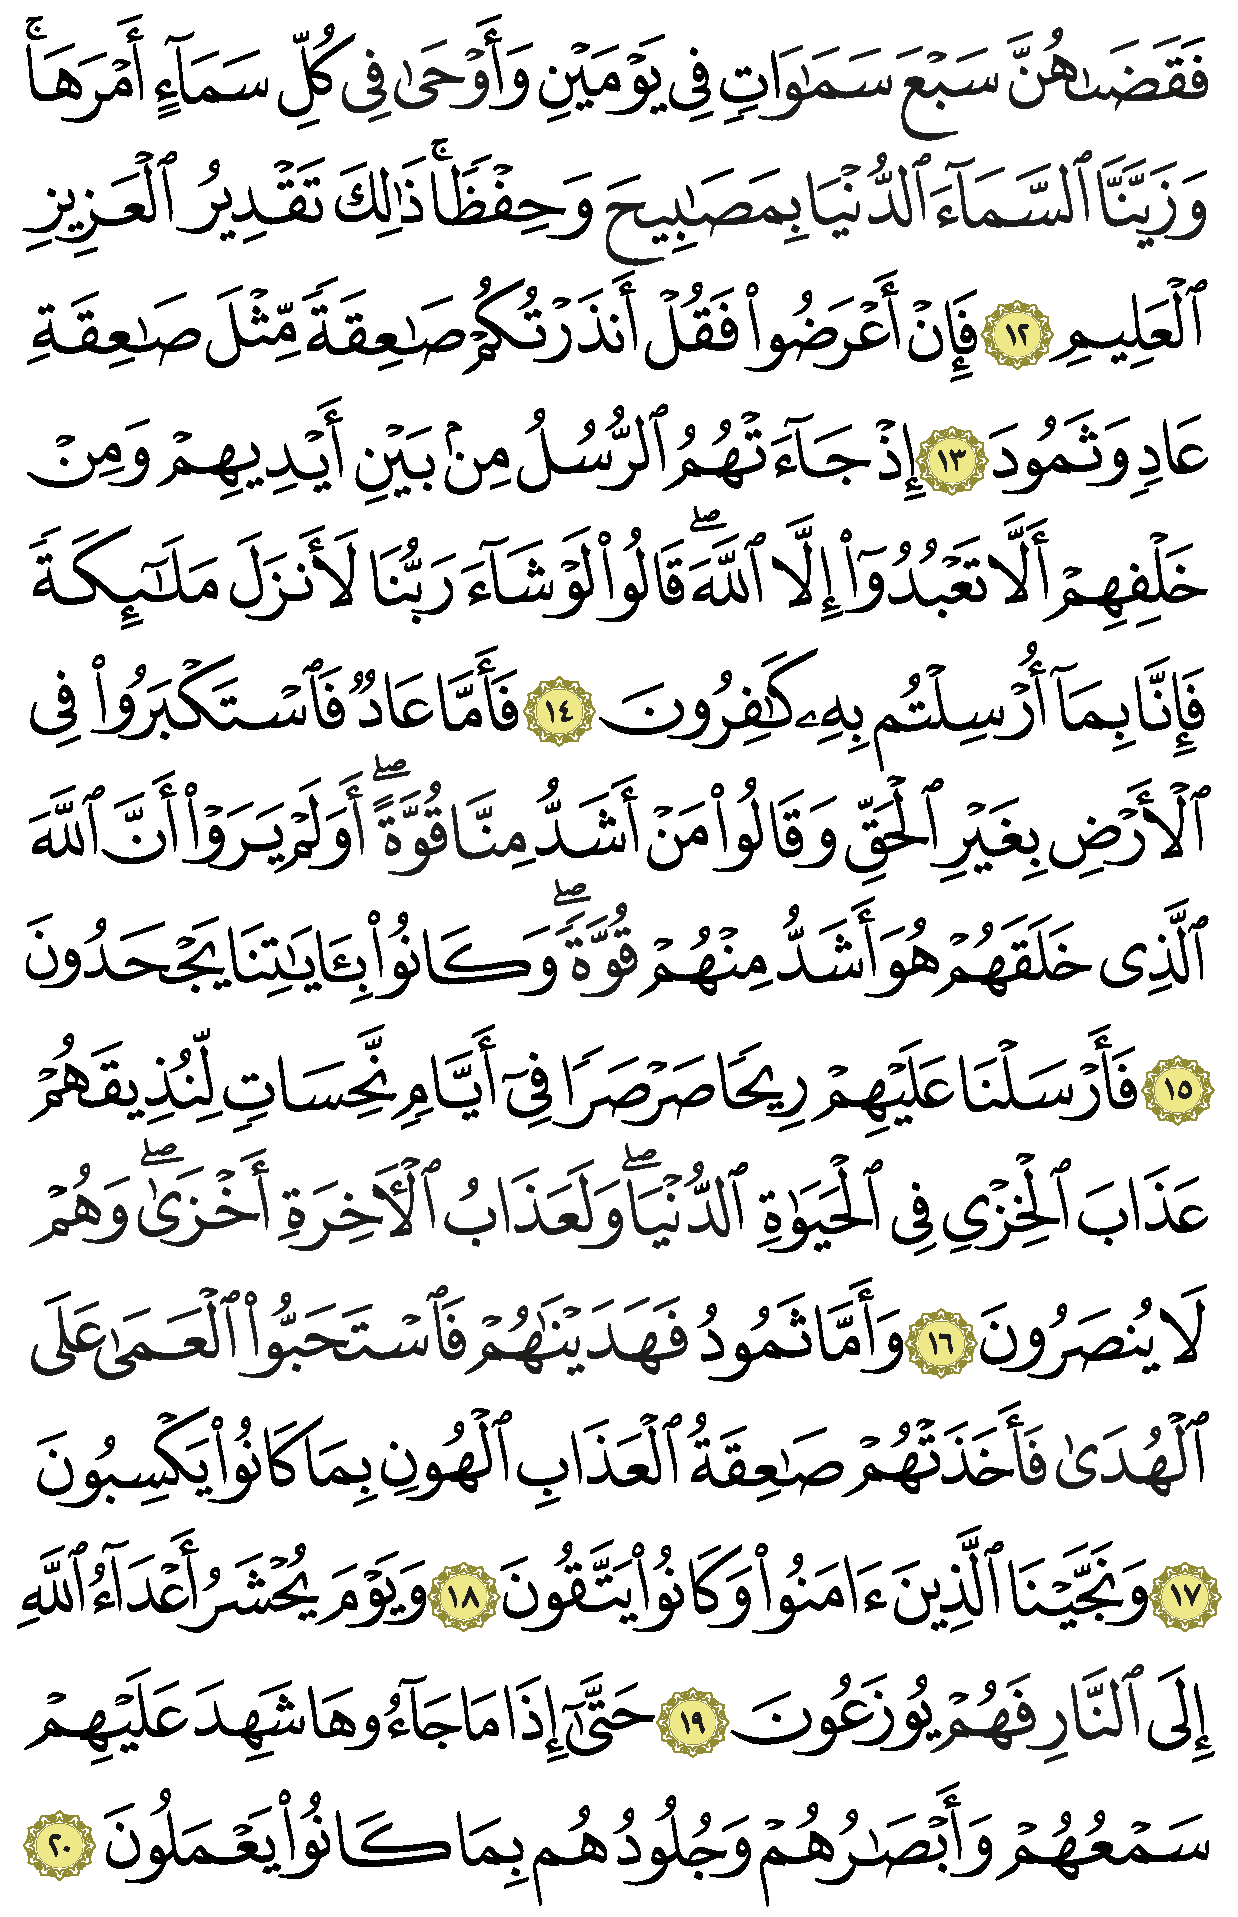 فَقَضَىٰهُنَّ سَبْعَ سَمَٰوَاتٍ فِى يَوْمَيْنِ وَأَوْحَىٰ فِى كُلِّ سَمَآءٍ أَمْرَهَا ۚ
وَزَيَّنَّا ٱلسَّمَآءَ ٱلدُّنْيَا بِمَصَٰبِيحَ وَحِفْظًا ۚ ذَٰلِكَ تَقْدِيرُ ٱلْعَزِيزِ
ٱلْعَلِيمِ ١٢ فَإِنْ أَعْرَضُوا۟ فَقُلْ أَنذَرْتُكُمْ صَٰعِقَةً مِّثْلَ صَٰعِقَةِ
عَادٍ وَثَمُودَ ١٣ إِذْ جَآءَتْهُمُ ٱلرُّسُلُ مِنۢ بَيْنِ أَيْدِيهِمْ وَمِنْ
خَلْفِهِمْ أَلَّا تَعْبُدُوٓا۟ إِلَّا ٱللَّهَ ۖ قَالُوا۟ لَوْ شَآءَ رَبُّنَا لَأَنزَلَ مَلَٰٓئِكَةً
فَإِنَّا بِمَآ أُرْسِلْتُم بِهِۦ كَٰفِرُونَ ١٤ فَأَمَّا عَادٌ فَٱسْتَكْبَرُوا۟ فِى
ٱلْأَرْضِ بِغَيْرِ ٱلْحَقِّ وَقَالُوا۟ مَنْ أَشَدُّ مِنَّا قُوَّةً ۖ أَوَلَمْ يَرَوْا۟ أَنَّ ٱللَّهَ
ٱلَّذِى خَلَقَهُمْ هُوَ أَشَدُّ مِنْهُمْ قُوَّةً ۖ وَكَانُوا۟ بِـَٔايَٰتِنَا يَجْحَدُونَ
١٥ فَأَرْسَلْنَا عَلَيْهِمْ رِيحًا صَرْصَرًا فِىٓ أَيَّامٍ نَّحِسَاتٍ لِّنُذِيقَهُمْ
عَذَابَ ٱلْخِزْىِ فِى ٱلْحَيَوٰةِ ٱلدُّنْيَا ۖ وَلَعَذَابُ ٱلْـَٔاخِرَةِ أَخْزَىٰ ۖ وَهُمْ
لَا يُنصَرُونَ ١٦ وَأَمَّا ثَمُودُ فَهَدَيْنَٰهُمْ فَٱسْتَحَبُّوا۟ ٱلْعَمَىٰ عَلَى
ٱلْهُدَىٰ فَأَخَذَتْهُمْ صَٰعِقَةُ ٱلْعَذَابِ ٱلْهُونِ بِمَا كَانُوا۟ يَكْسِبُونَ
١٧ وَنَجَّيْنَا ٱلَّذِينَ ءَامَنُوا۟ وَكَانُوا۟ يَتَّقُونَ ١٨ وَيَوْمَ يُحْشَرُ أَعْدَآءُ ٱللَّهِ
إِلَى ٱلنَّارِ فَهُمْ يُوزَعُونَ ١٩ حَتَّىٰٓ إِذَا مَا جَآءُوهَا شَهِدَ عَلَيْهِمْ
سَمْعُهُمْ وَأَبْصَٰرُهُمْ وَجُلُودُهُم بِمَا كَانُوا۟ يَعْمَلُونَ ٢٠